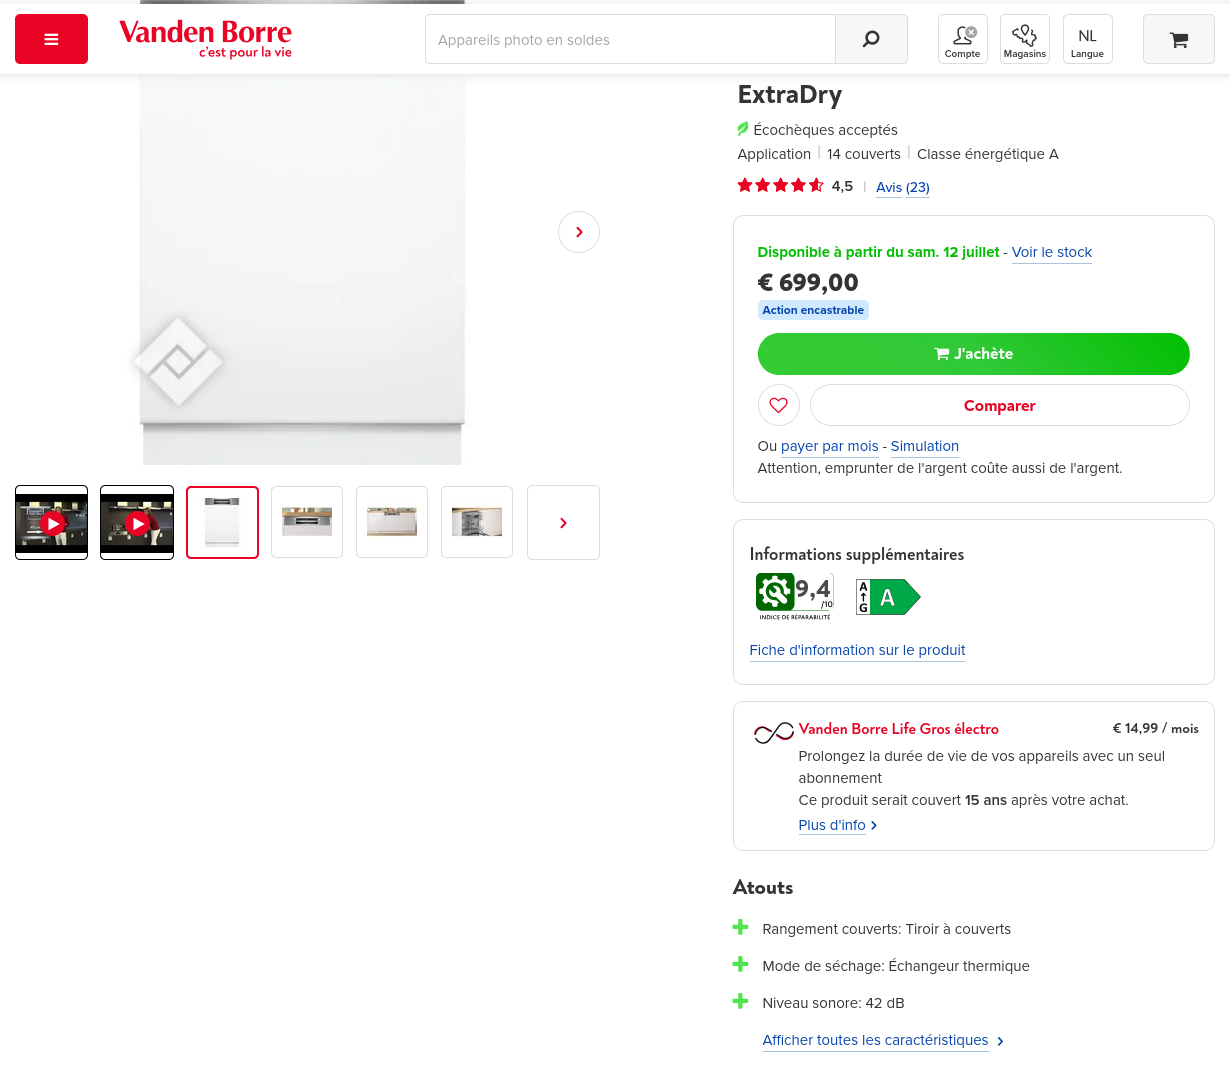 Vanden Borre
c'est pour la vie
Appareils photo en soldes
Compte
Magasins
NL
Langue
ExtraDry
Écochèques acceptés
Application | 14 couverts | Classe énergétique A
4,5 | Avis (23)
Disponible à partir du sam. 12 juillet - Voir le stock
€ 699,00
Action encastrable
J'achète
Comparer
Ou payer par mois - Simulation
Attention, emprunter de l'argent coûte aussi de l'argent.
Informations supplémentaires
9,4
/10
INDICE DE RÉPARABILITÉ
A
G
A
Fiche d'information sur le produit
Vanden Borre Life Gros électro
€ 14,99 / mois
Prolongez la durée de vie de vos appareils avec un seul
abonnement
Ce produit serait couvert 15 ans après votre achat.
Plus d'info
Atouts
Rangement couverts: Tiroir à couverts
Mode de séchage: Échangeur thermique
Niveau sonore: 42 dB
Afficher toutes les caractéristiques